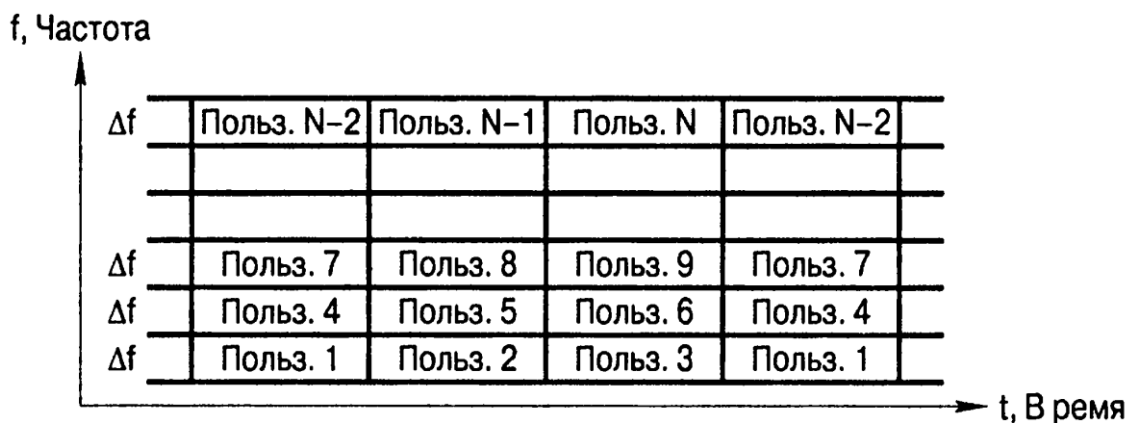 f, Частота
Δf Польз. N–2 Польз. N–1 Польз. N Польз. N–2
Δf Польз. 7 Польз. 8 Польз. 9 Польз. 7
Δf Польз. 4 Польз. 5 Польз. 6 Польз. 4
Δf Польз. 1 Польз. 2 Польз. 3 Польз. 1
t, В ремя